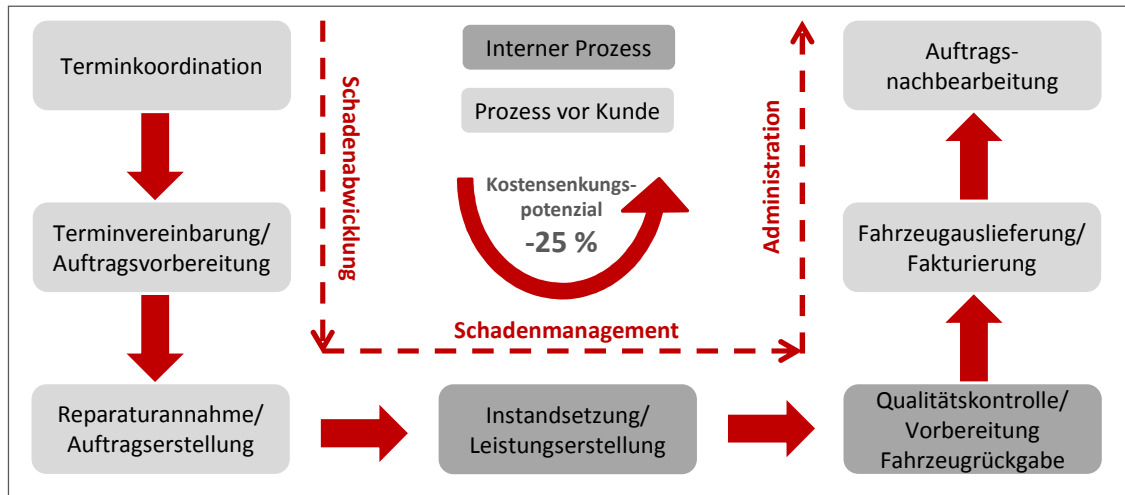 Terminkoordination
Terminvereinbarung/
Auftragsvorbereitung
Reparaturannahme/
Auftragserstellung
Schadenabwicklung
Interner Prozess
Prozess vor Kunde
Kostensenkungs-
potenzial
-25 %
Schadenmanagement
Instandsetzung/
Leistungserstellung
Administration
Auftrags-
nachbearbeitung
Fahrzeugauslieferung/
Fakturierung
Qualitätskontrolle/
Vorbereitung
Fahrzeugrückgabe